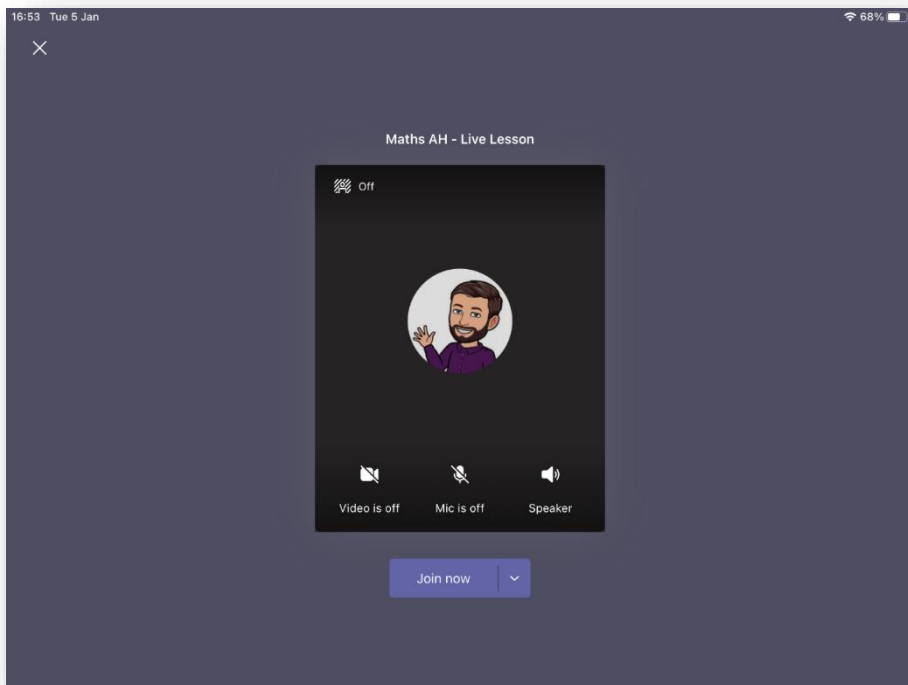 16:53 Tue 5 Jan 68%
Maths AH - Live Lesson
Off
Video is off Mic is off Speaker
Join now